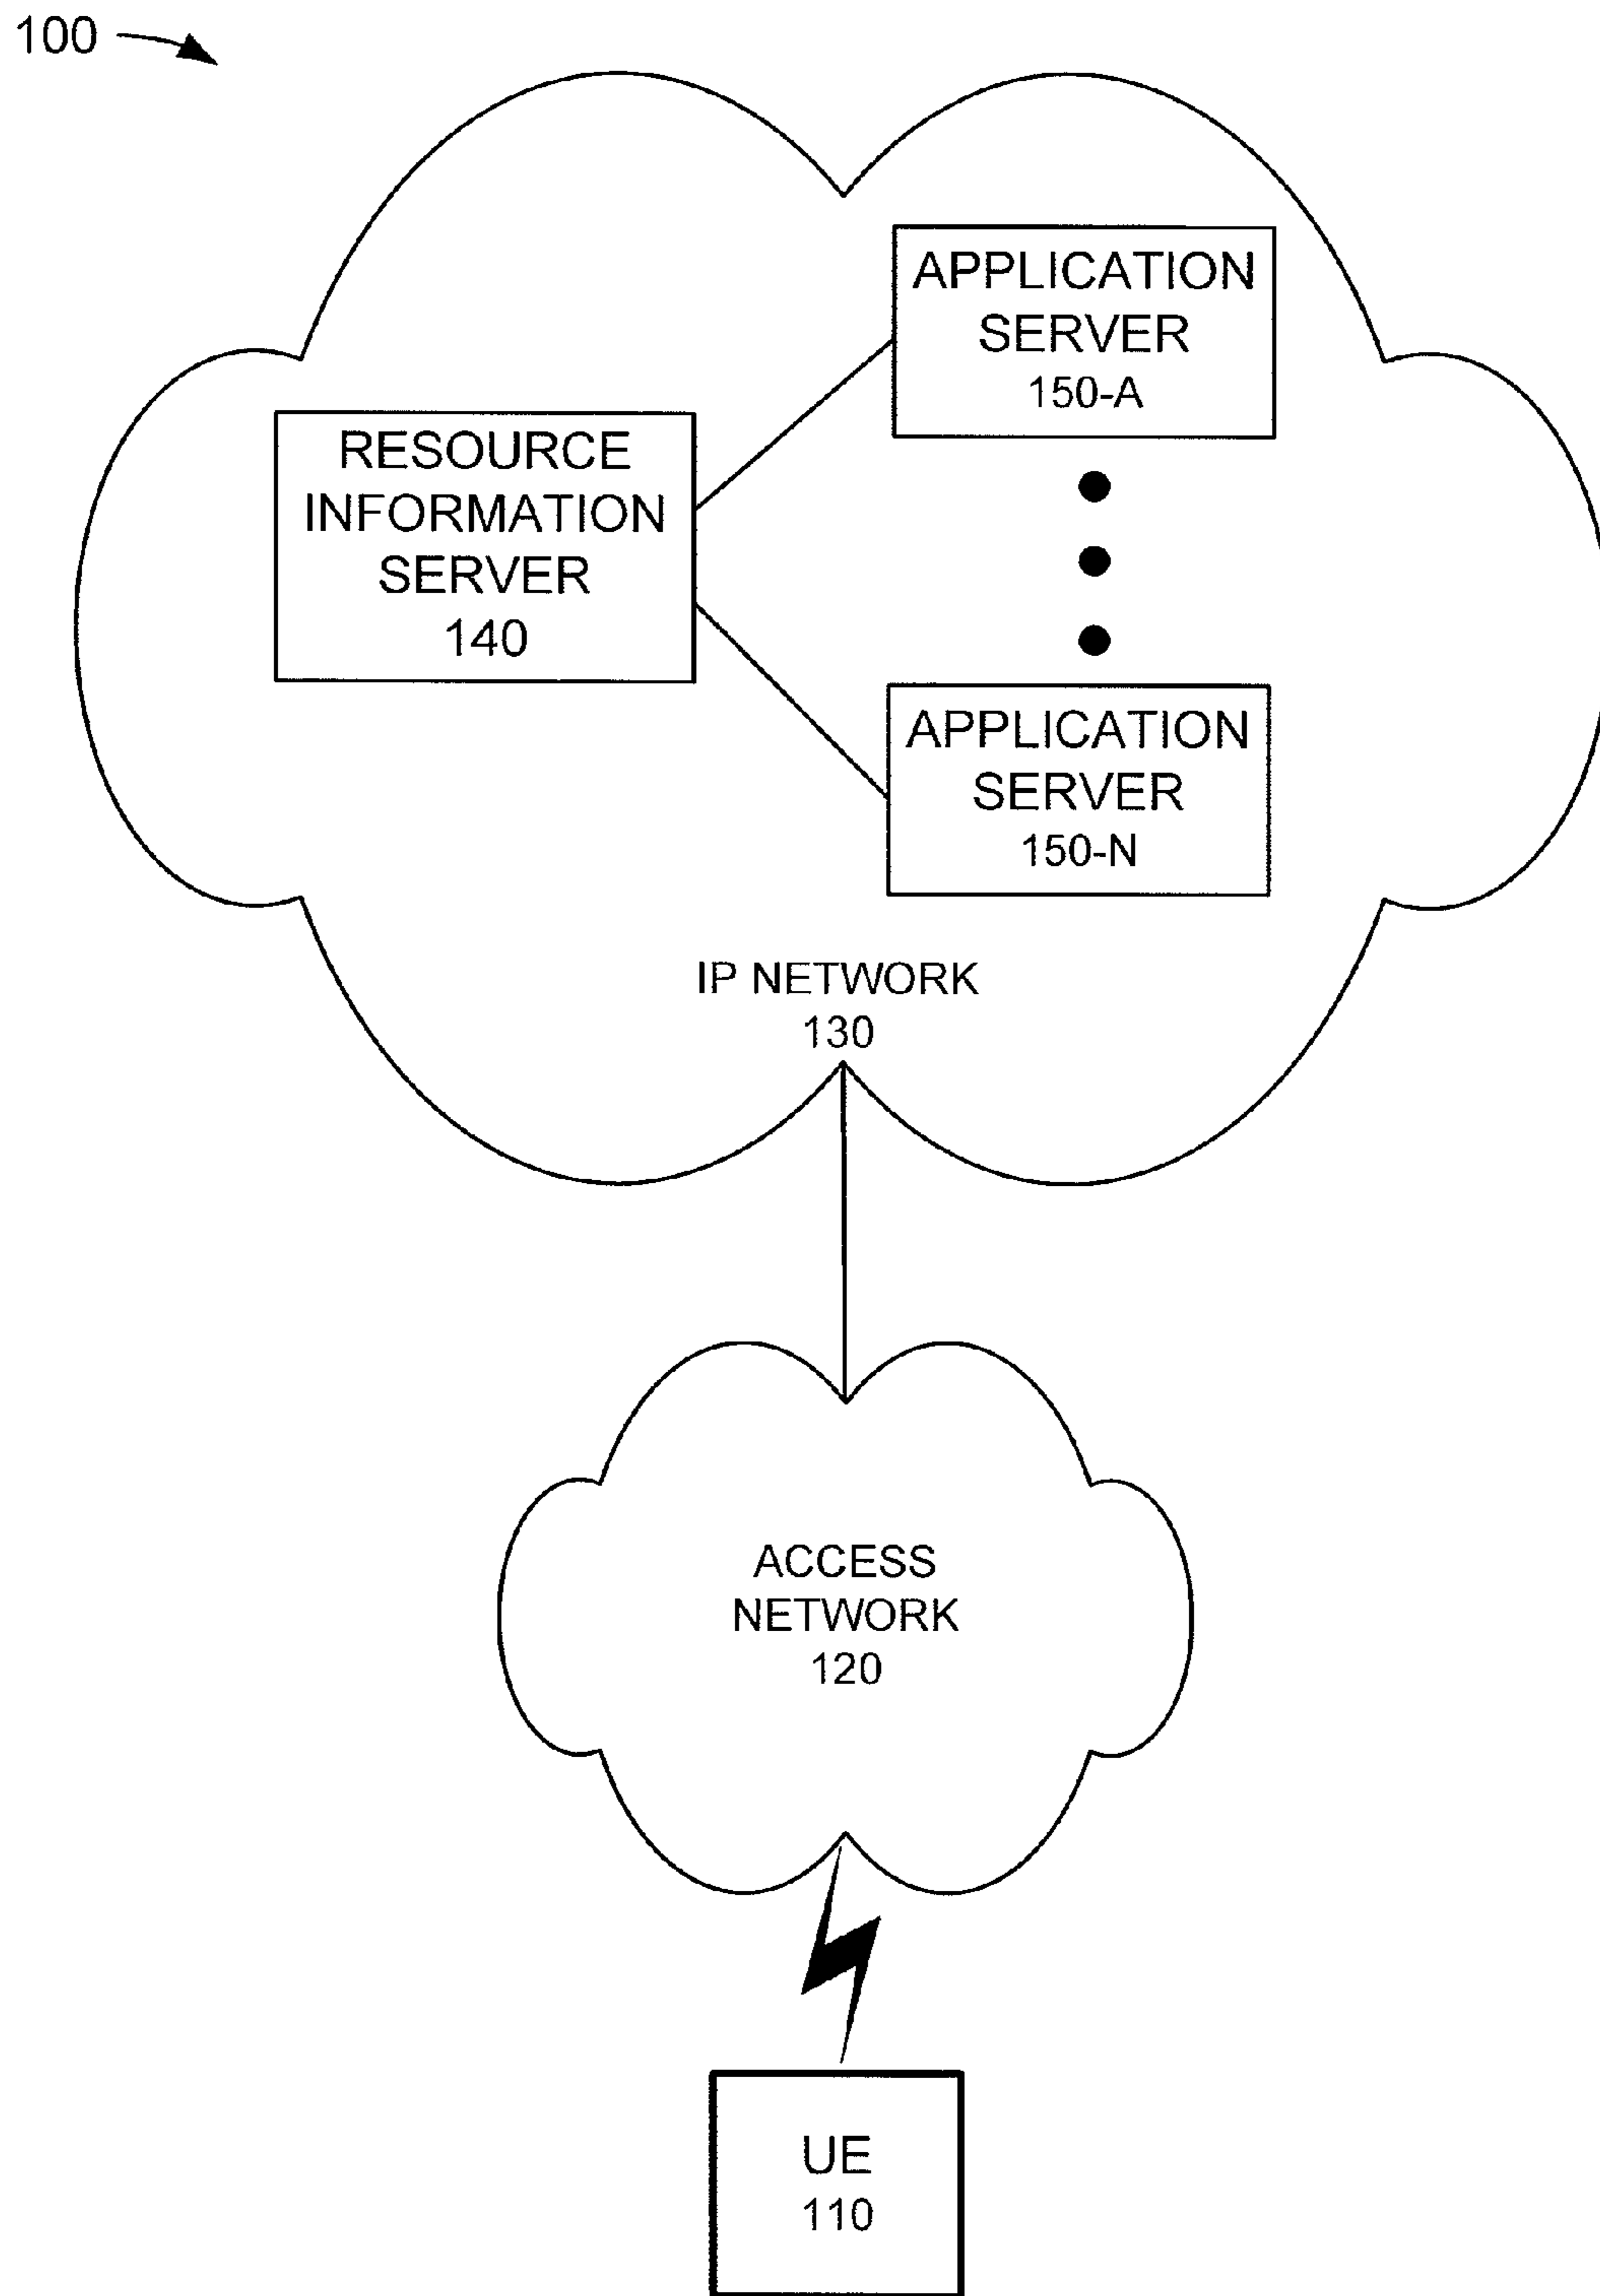 100
APPLICATION
SERVER
150-A
RESOURCE
INFORMATION
SERVER
140
APPLICATION
SERVER
150-N
IP NETWORK
130
ACCESS
NETWORK
120
UE
110